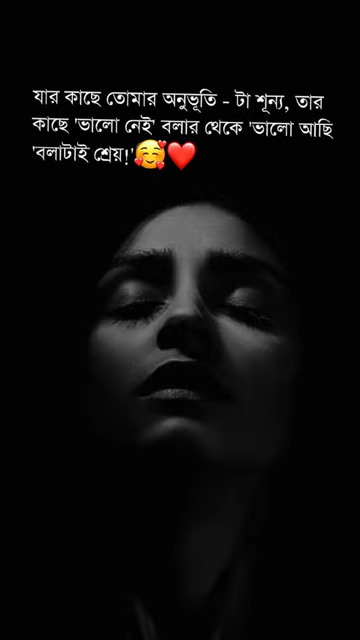 যার কাছে তোমার অনুভূতি - টা শূন্য, তার
কাছে 'ভালো নেই' বলার থেকে 'ভালো আছি
'বলাটাই শ্রেয়!'🥰❤️